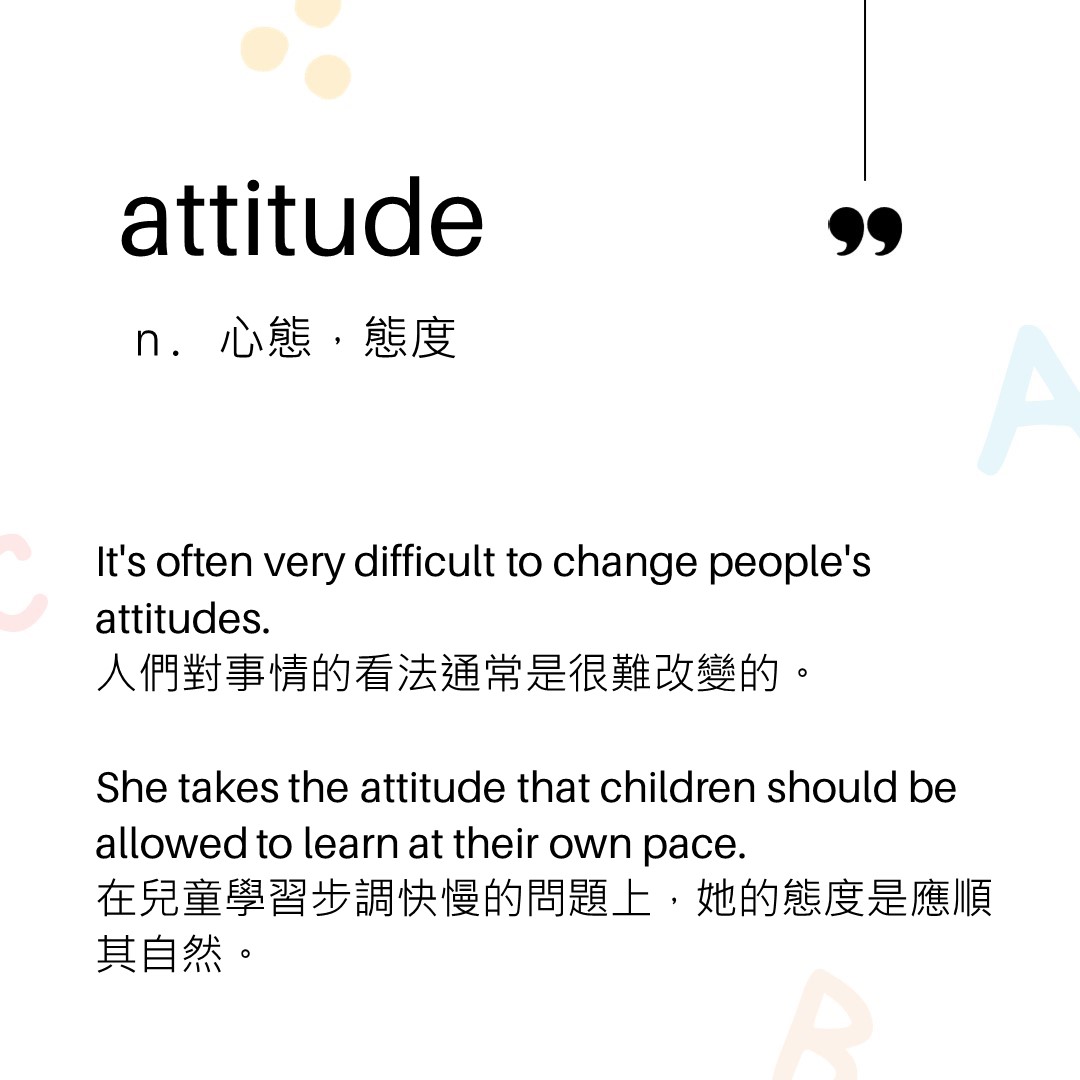 attitude
”
n. 心態，態度
A
C
It's often very difficult to change people's
attitudes.
人們對事情的看法通常是很難改變的。
She takes the attitude that children should be
allowed to learn at their own pace.
在兒童學習步調快慢的問題上，她的態度是應順
其自然。
B